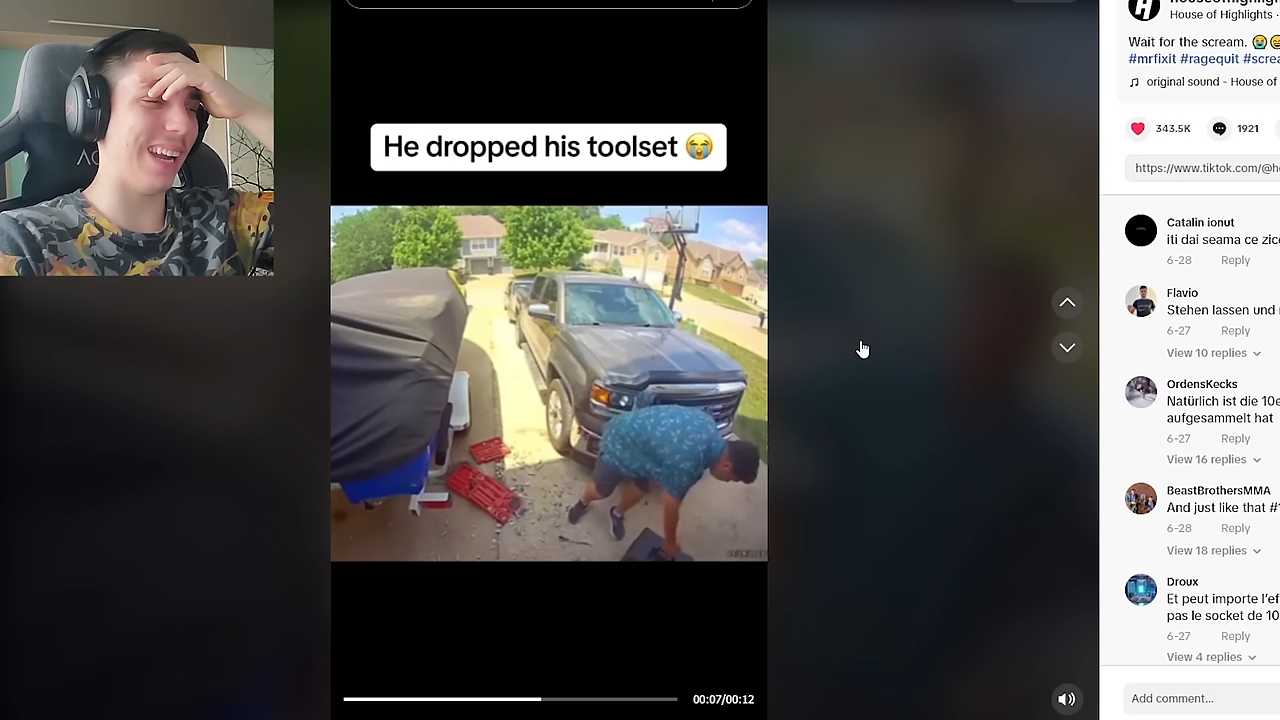 He dropped his toolset 😭
00:07/00:12
House of Highlights ·
Wait for the scream. 😭
#mrfixit #ragequit
original sound - House of
343.5K
1921
https://www.tiktok.com/@h
Catalin ionut
iti dai seama ce
6-28 Reply
Flavio
Stehen lassen und
6-27 Reply
View 10 replies
OrdensKecks
Natürlich ist die
aufgesammelt hat
6-27 Reply
View 16 replies
BeastBrothersMMA
And just like that
6-28 Reply
View 18 replies
Droux
Et peut importe
pas le socket de 10
6-27 Reply
View 4 replies
Add comment...